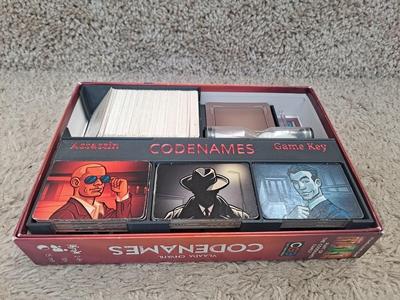 Assassin
CODENAMES
Game Key
VLAADA CHVÁTIL
CODENAMES